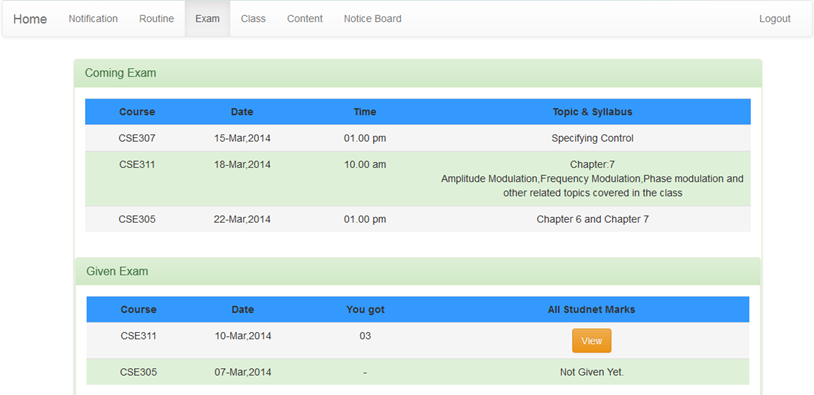 Home Notification Routine Exam Class Content Notice Board Logout
Coming Exam
Course Date Time Topic & Syllabus
CSE307 15-Mar,2014 01.00 pm Specifying Control
CSE311 18-Mar,2014 10.00 am Chapter:7
Amplitude Modulation,Frequency Modulation,Phase modulation and
other related topics covered in the class
CSE305 22-Mar,2014 01.00 pm Chapter 6 and Chapter 7
Given Exam
Course Date You got All Studnet Marks
CSE311 10-Mar,2014 03 View
CSE305 07-Mar,2014 - Not Given Yet.